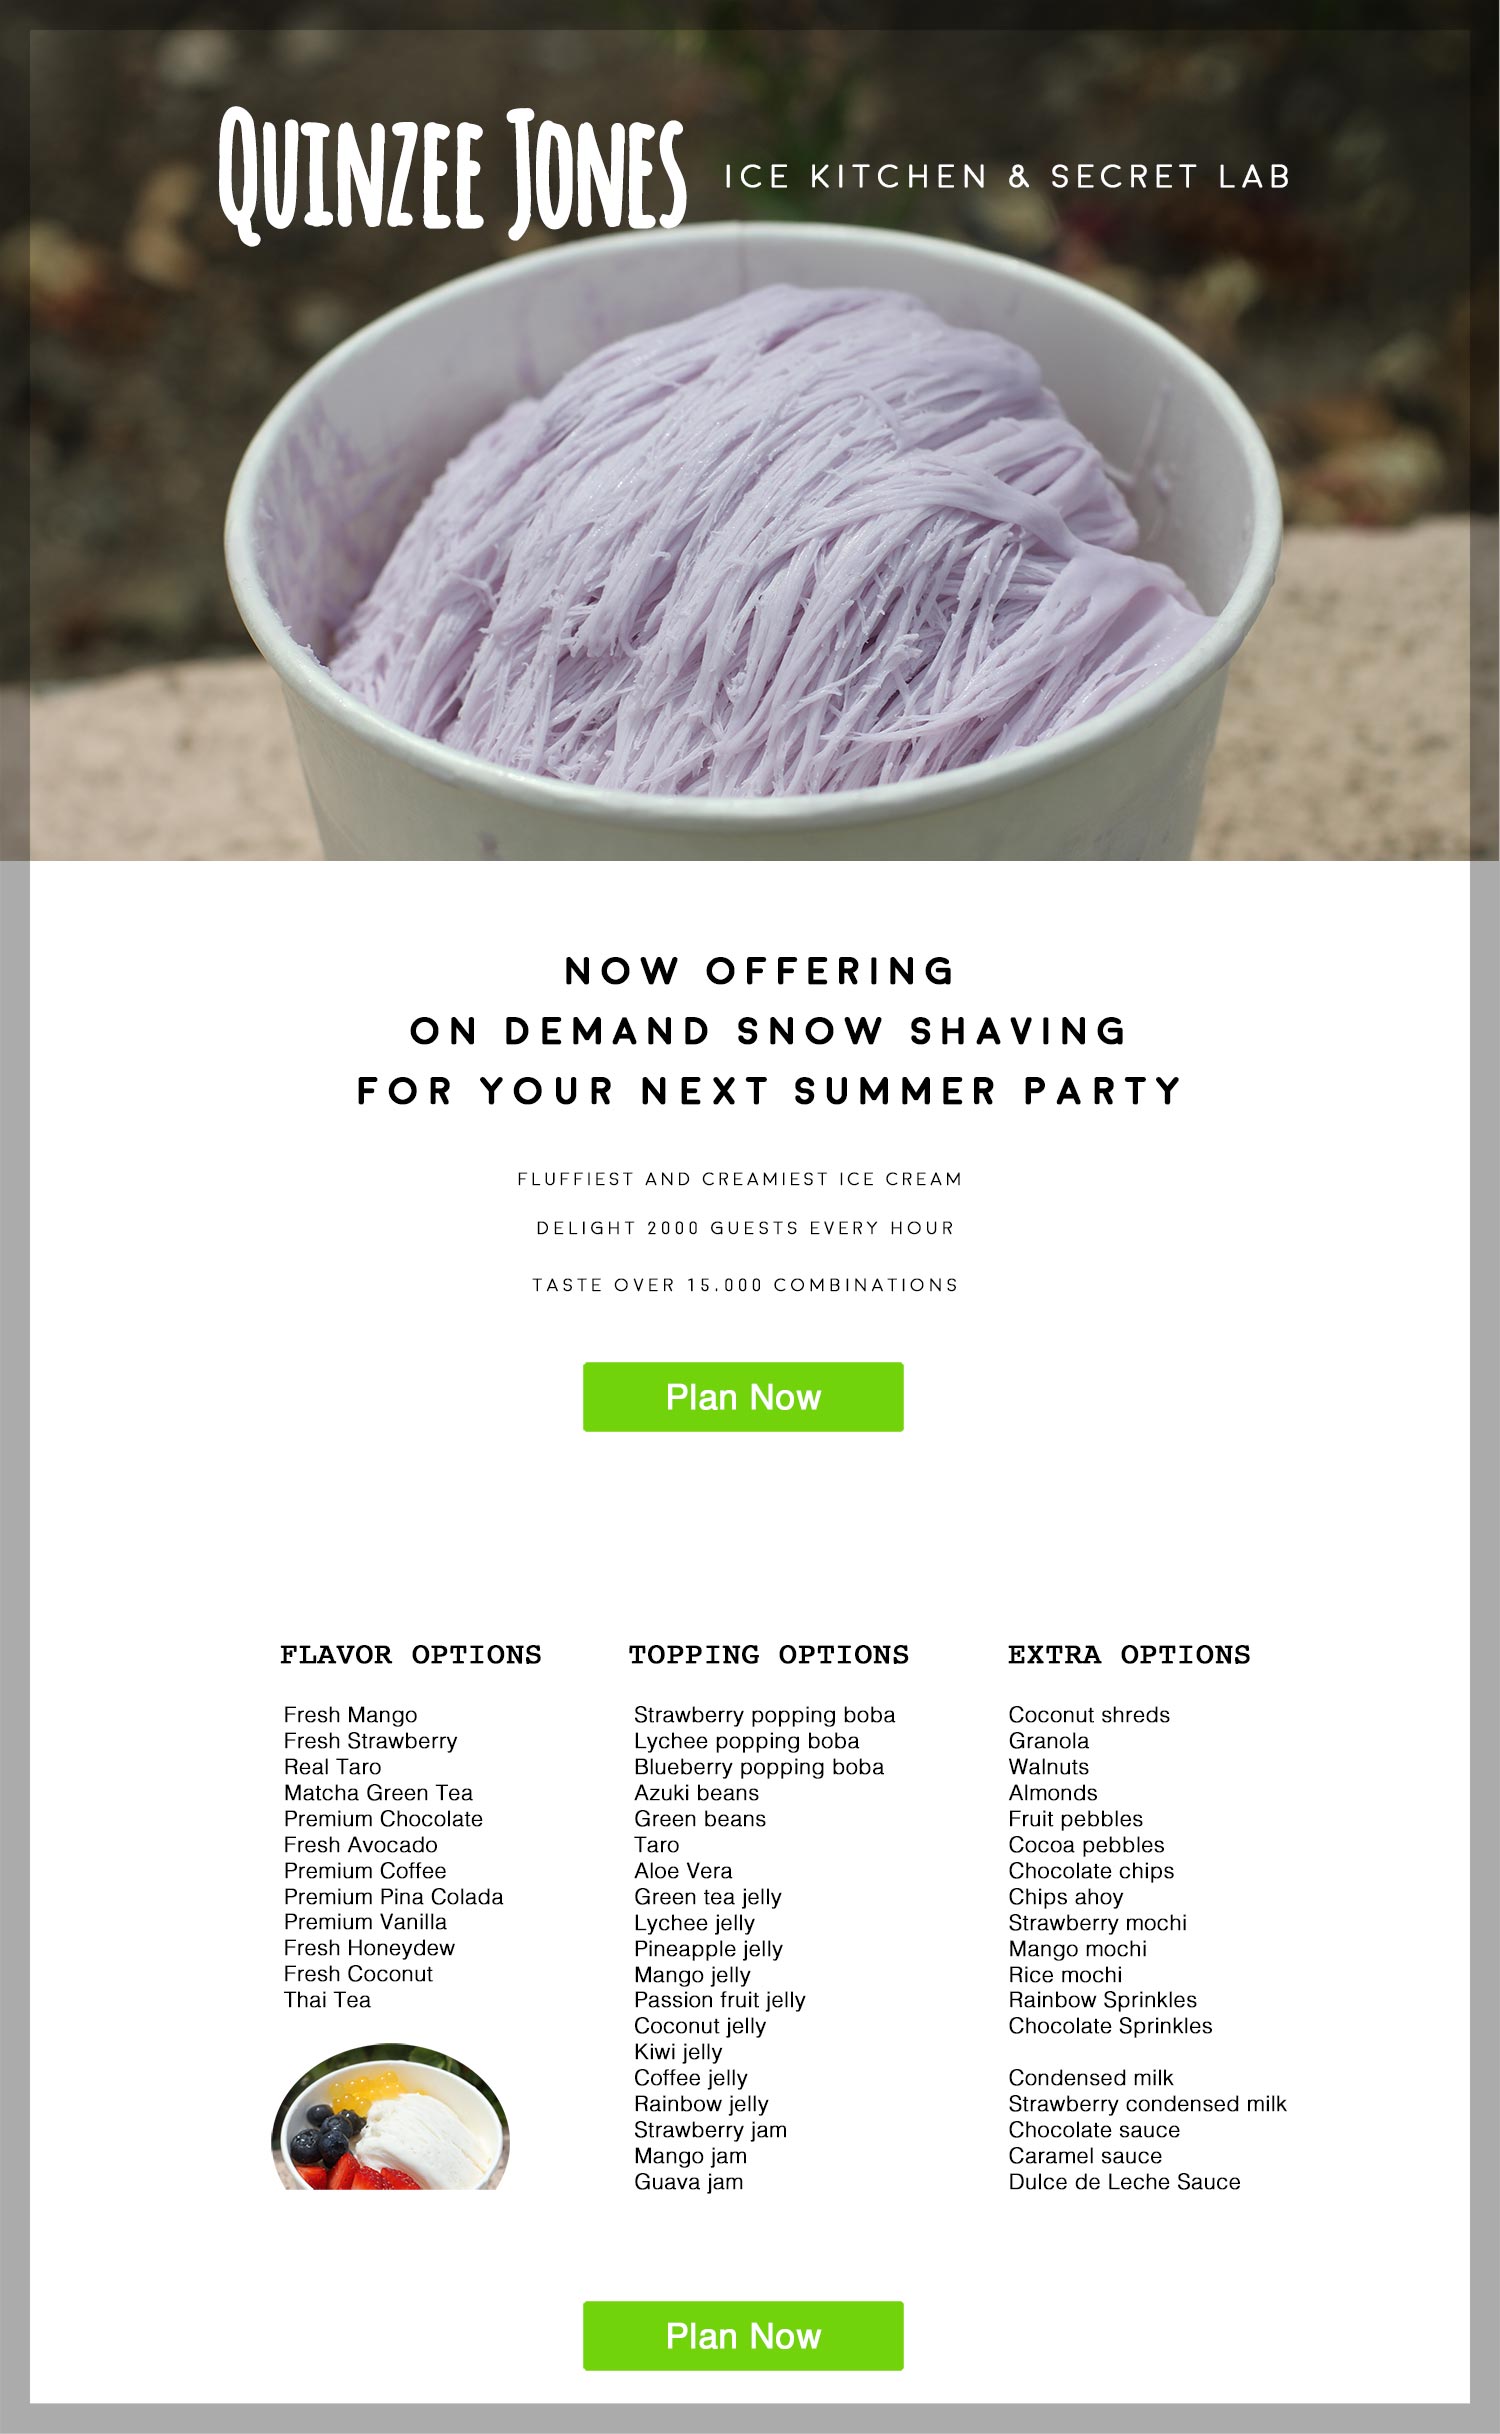 QUINZEE JONES ICE KITCHEN & SECRET LAB
NOW OFFERING
ON DEMAND SNOW SHAVING
FOR YOUR NEXT SUMMER PARTY
FLUFFIEST AND CREAMIEST ICE CREAM
DELIGHT 2000 GUESTS EVERY HOUR
TASTE OVER 15.000 COMBINATIONS
Plan Now
FLAVOR OPTIONS
Fresh Mango
Fresh Strawberry
Real Taro
Matcha Green Tea
Premium Chocolate
Fresh Avocado
Premium Coffee
Premium Pina Colada
Premium Vanilla
Fresh Honeydew
Fresh Coconut
Thai Tea
TOPPING OPTIONS
Strawberry popping boba
Lychee popping boba
Blueberry popping boba
Azuki beans
Green beans
Taro
Aloe Vera
Green tea jelly
Lychee jelly
Pineapple jelly
Mango jelly
Passion fruit jelly
Coconut jelly
Kiwi jelly
Coffee jelly
Rainbow jelly
Strawberry jam
Mango jam
Guava jam
EXTRA OPTIONS
Coconut shreds
Granola
Walnuts
Almonds
Fruit pebbles
Cocoa pebbles
Chocolate chips
Chips ahoy
Strawberry mochi
Mango mochi
Rice mochi
Rainbow Sprinkles
Chocolate Sprinkles
Condensed milk
Strawberry condensed milk
Chocolate sauce
Caramel sauce
Dulce de Leche Sauce
Plan Now